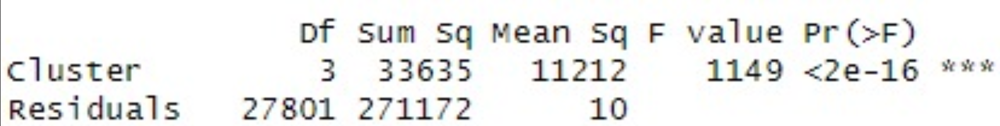 Df Sum Sq Mean Sq F value Pr(>F)
Cluster 3 33635 11212 1149 <2e-16 ***
Residuals 27801 271172 10